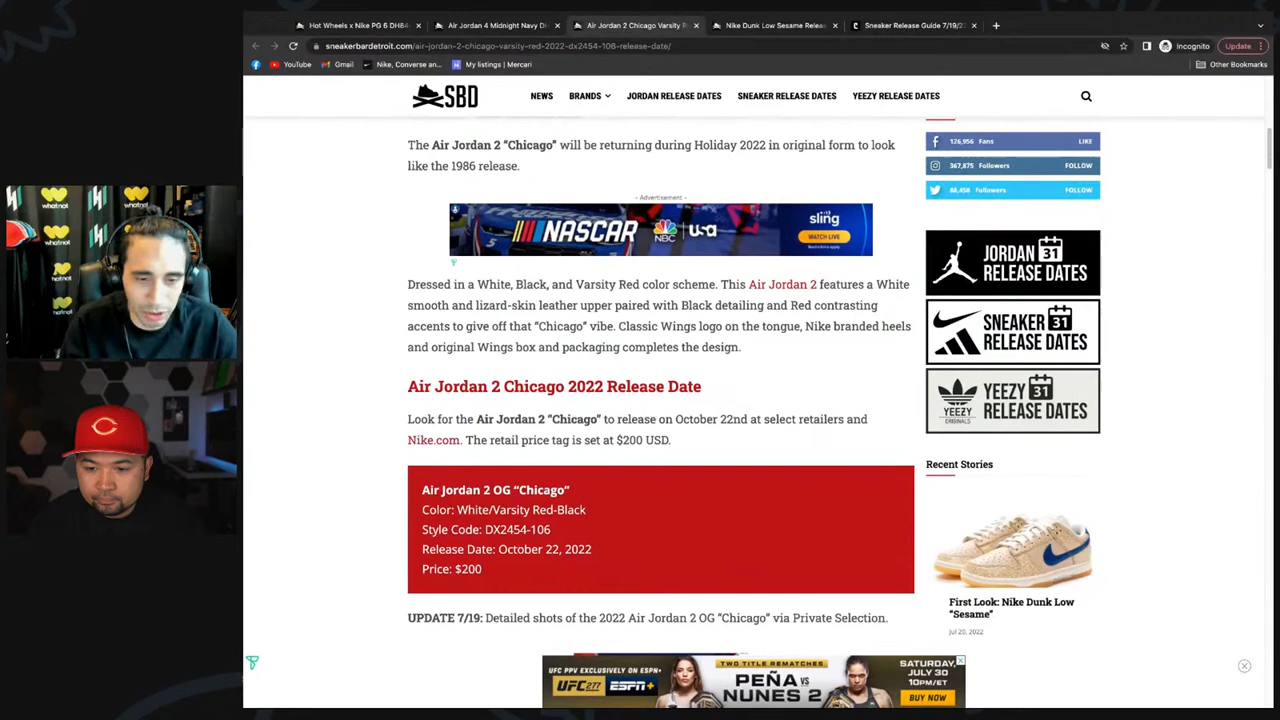 Hot Wheels x Nike PG 6 DH84
Air Jordan 4 Midnight Navy DH
Air Jordan 2 Chicago Varsity R
Nike Dunk Low Sesame Releas
Sneaker Release Guide 7/19/2
sneakerbardetroit.com/air-jordan-2-chicago-varsity-red-2022-dx2454-106-release-date/
Incognito
Update
YouTube
Gmail
Nike, Converse an...
My listings | Mercari
Other Bookmarks
SBD
NEWS
BRANDS
JORDAN RELEASE DATES
SNEAKER RELEASE DATES
YEEZY RELEASE DATES
The Air Jordan 2 “Chicago” will be returning during Holiday 2022 in original form to look
like the 1986 release.
- Advertisement -
NASCAR
NBC
usa
sling
WATCH LIVE
Dressed in a White, Black, and Varsity Red color scheme. This Air Jordan 2 features a White
smooth and lizard-skin leather upper paired with Black detailing and Red contrasting
accents to give off that “Chicago” vibe. Classic Wings logo on the tongue, Nike branded heels
and original Wings box and packaging completes the design.
Air Jordan 2 Chicago 2022 Release Date
Look for the Air Jordan 2 “Chicago” to release on October 22nd at select retailers and
Nike.com. The retail price tag is set at $200 USD.
Air Jordan 2 OG “Chicago”
Color: White/Varsity Red-Black
Style Code: DX2454-106
Release Date: October 22, 2022
Price: $200
UPDATE 7/19: Detailed shots of the 2022 Air Jordan 2 OG “Chicago” via Private Selection.
126,956 Fans
LIKE
367,875 Followers
FOLLOW
88,458 Followers
FOLLOW
JORDAN 31
RELEASE DATES
SNEAKER 31
RELEASE DATES
YEEZY 31
RELEASE DATES
YEEZY
ORIGINALS
Recent Stories
First Look: Nike Dunk Low
“Sesame”
Jul 20, 2022
UFC 277
EXCLUSIVELY ON ESPN+
UFC PPV
ESPN+
TWO TITLE REMATCHES
PEÑA VS
NUNES 2
SATURDAY,
JULY 30
10PM ET
BUY NOW
whatnot
whatnot
whatnot